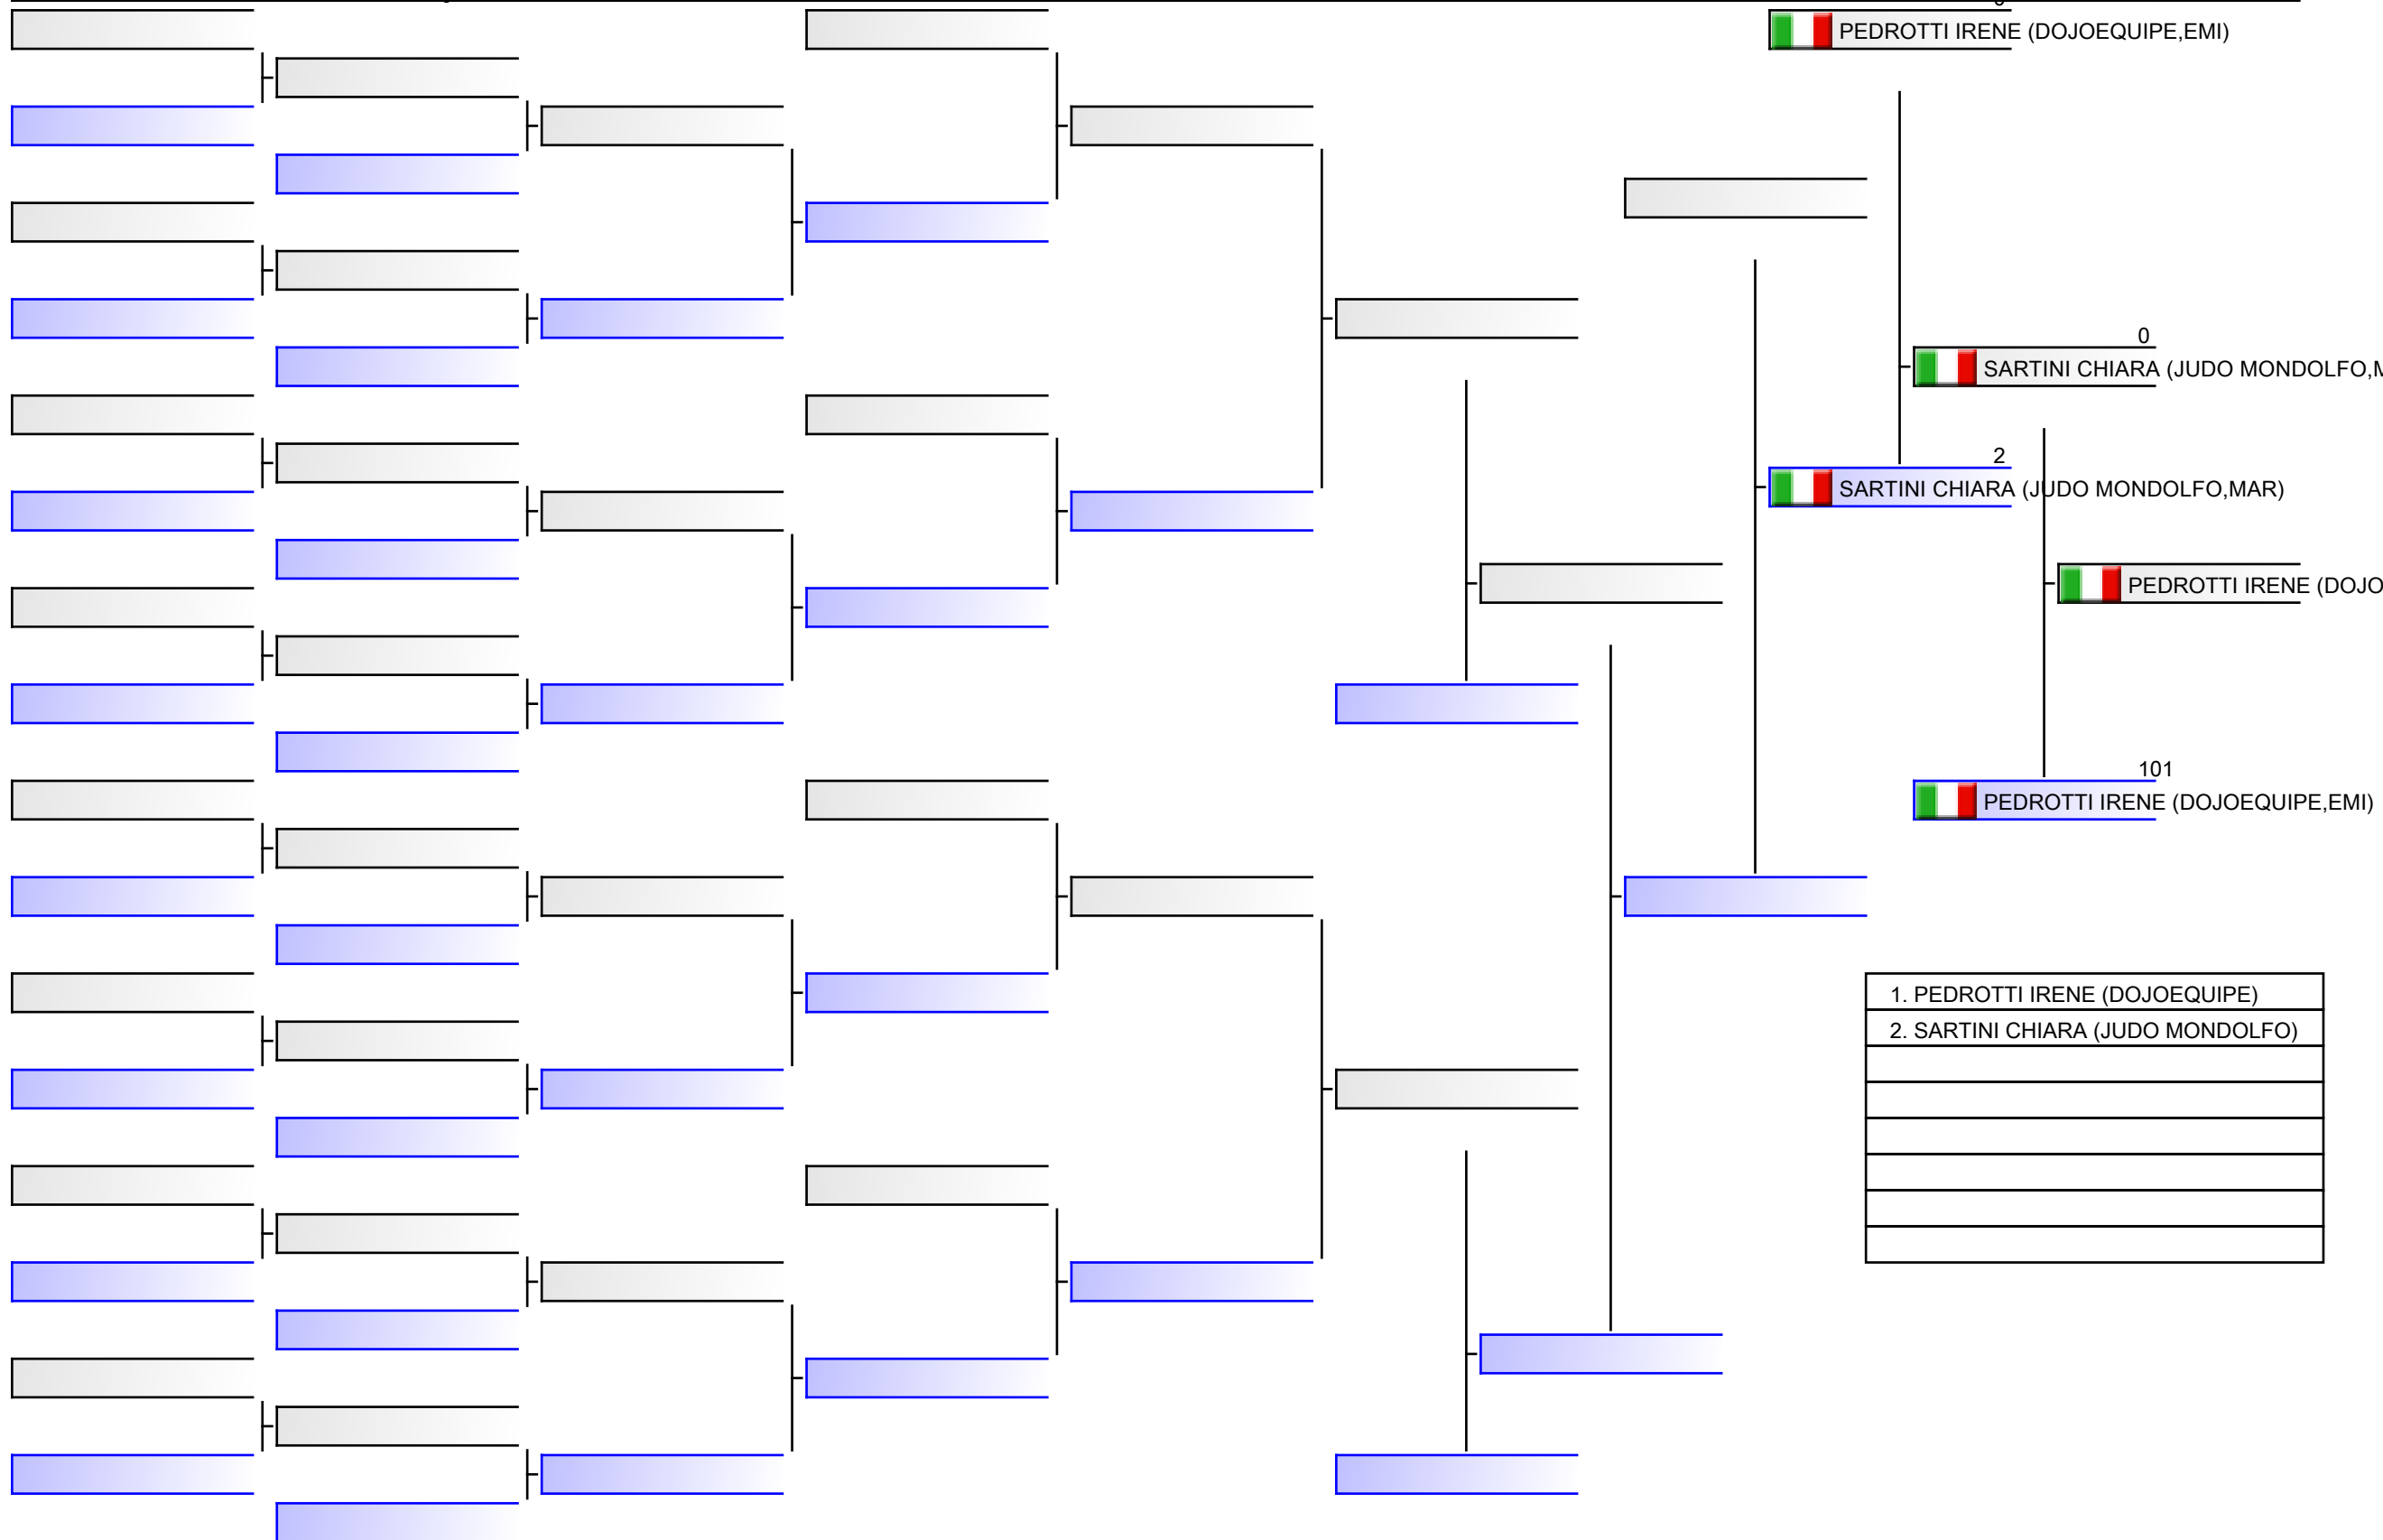 PEDROTTI IRENE (DOJOEQUIPE,EMI)
0
SARTINI CHIARA (JUDO MONDOLFO,M
2
SARTINI CHIARA (JUDO MONDOLFO,MAR)
PEDROTTI IRENE (DOJO
101
PEDROTTI IRENE (DOJOEQUIPE,EMI)
1. PEDROTTI IRENE (DOJOEQUIPE)
2. SARTINI CHIARA (JUDO MONDOLFO)